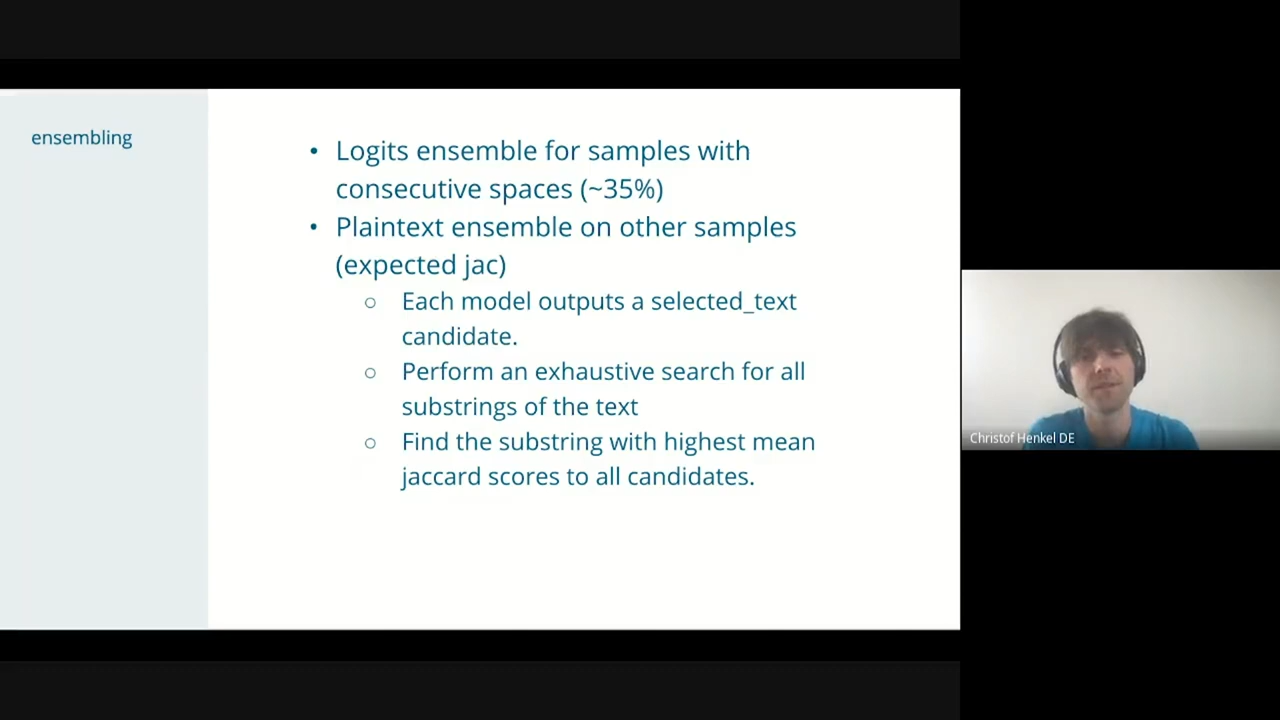 ensembling
• Logits ensemble for samples with
consecutive spaces (~35%)
• Plaintext ensemble on other samples
(expected jac)
○ Each model outputs a selected_text
candidate.
○ Perform an exhaustive search for all
substrings of the text
○ Find the substring with highest mean
jaccard scores to all candidates.
Christof Henkel DE